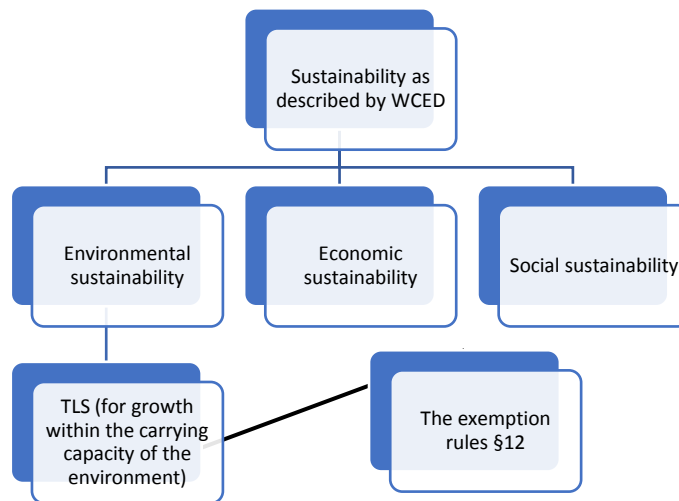 Sustainability as
described by WCED
Environmental
sustainability
Economic
sustainability
Social sustainability
TLS (for growth
within the carrying
capacity of the
environment)
The exemption
rules §12